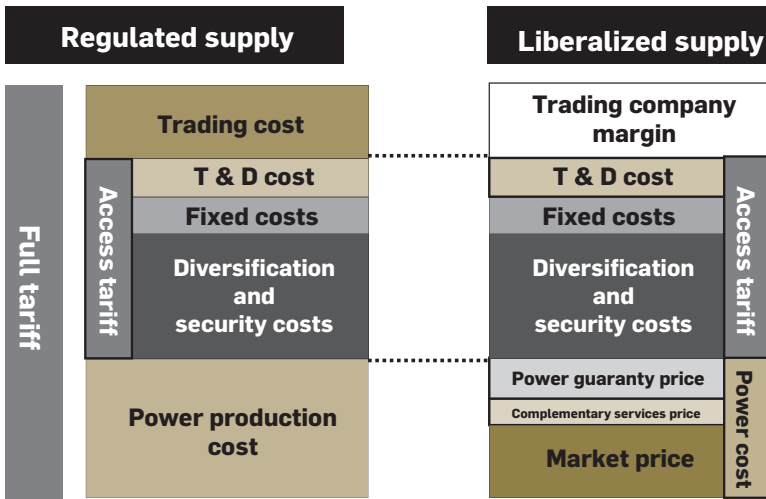 Regulated supply
Liberalized supply
Full tariff
Trading cost
Access tariff
T & D cost
Fixed costs
Diversification
and
security costs
Power production
cost
Trading company
margin
T & D cost
Fixed costs
Diversification
and
security costs
Access tariff
Power guaranty price
Complementary services price
Market price
Power cost